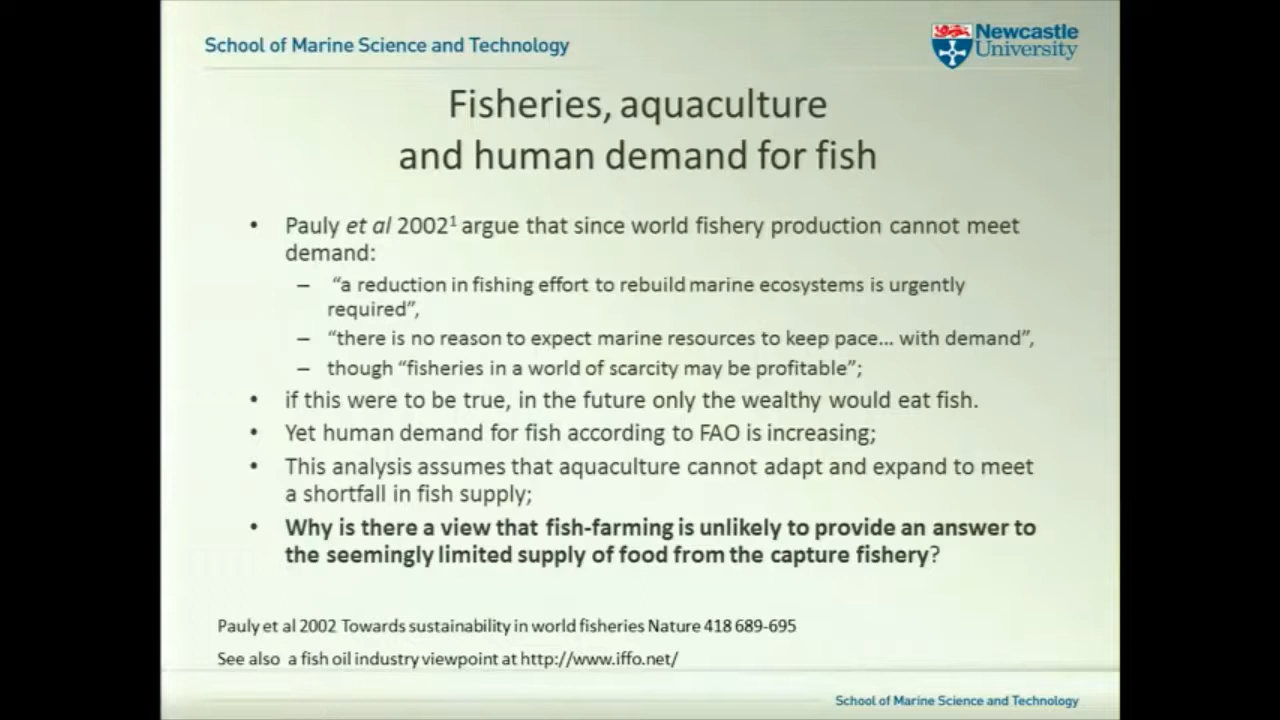 School of Marine Science and Technology
Newcastle
University
Fisheries, aquaculture
and human demand for fish
• Pauly et al 2002¹ argue that since world fishery production cannot meet
demand:
– “a reduction in fishing effort to rebuild marine ecosystems is urgently
required”,
– “there is no reason to expect marine resources to keep pace... with demand”,
– though “fisheries in a world of scarcity may be profitable”;
• if this were to be true, in the future only the wealthy would eat fish.
• Yet human demand for fish according to FAO is increasing;
• This analysis assumes that aquaculture cannot adapt and expand to meet
a shortfall in fish supply;
• Why is there a view that fish-farming is unlikely to provide an answer to
the seemingly limited supply of food from the capture fishery?
Pauly et al 2002 Towards sustainability in world fisheries Nature 418 689-695
See also a fish oil industry viewpoint at http://www.iffo.net/
School of Marine Science and Technology